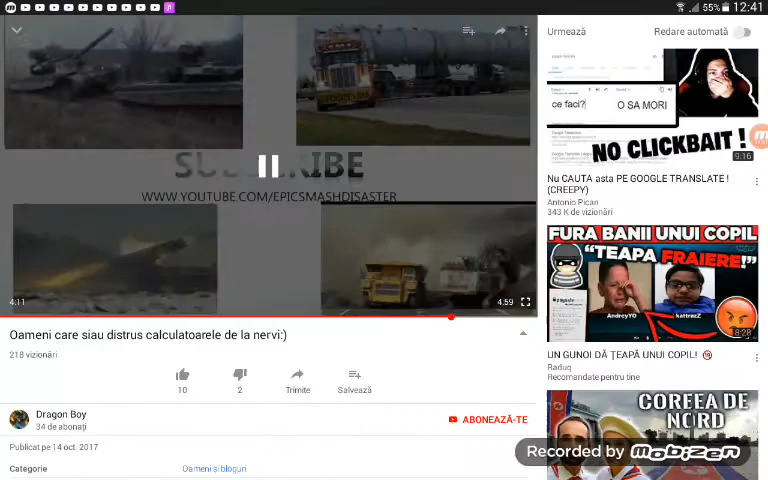 55% 12:41
SU IBE
WWW.YOUTUBE.COM/EPICSMASHDISASTER
4:11
4:59
Oameni care siau distrus calculatoarele de la nervi:)
218 vizionări
10
2
Trimite
Salvează
Dragon Boy
34 de abonați
ABONEAZĂ-TE
Publicat pe 14 oct. 2017
Categorie
Oameni și bloguri
Urmează
Redare automată
ce faci?
O SA MORI
NO CLICKBAIT !
9:16
Nu CAUTA asta PE GOOGLE TRANSLATE !
(CREEPY)
Antonio Pican
343 K de vizionări
FURA BANII UNUI COPIL
"TEAPA FRAIERE!"
AndreyYO
kattrazZ
8:28
UN GUNOI DĂ ȚEAPĂ UNUI COPIL! 🔞
Raduq
Recomandate pentru tine
COREEA DE
NORD
Recorded by mobizen